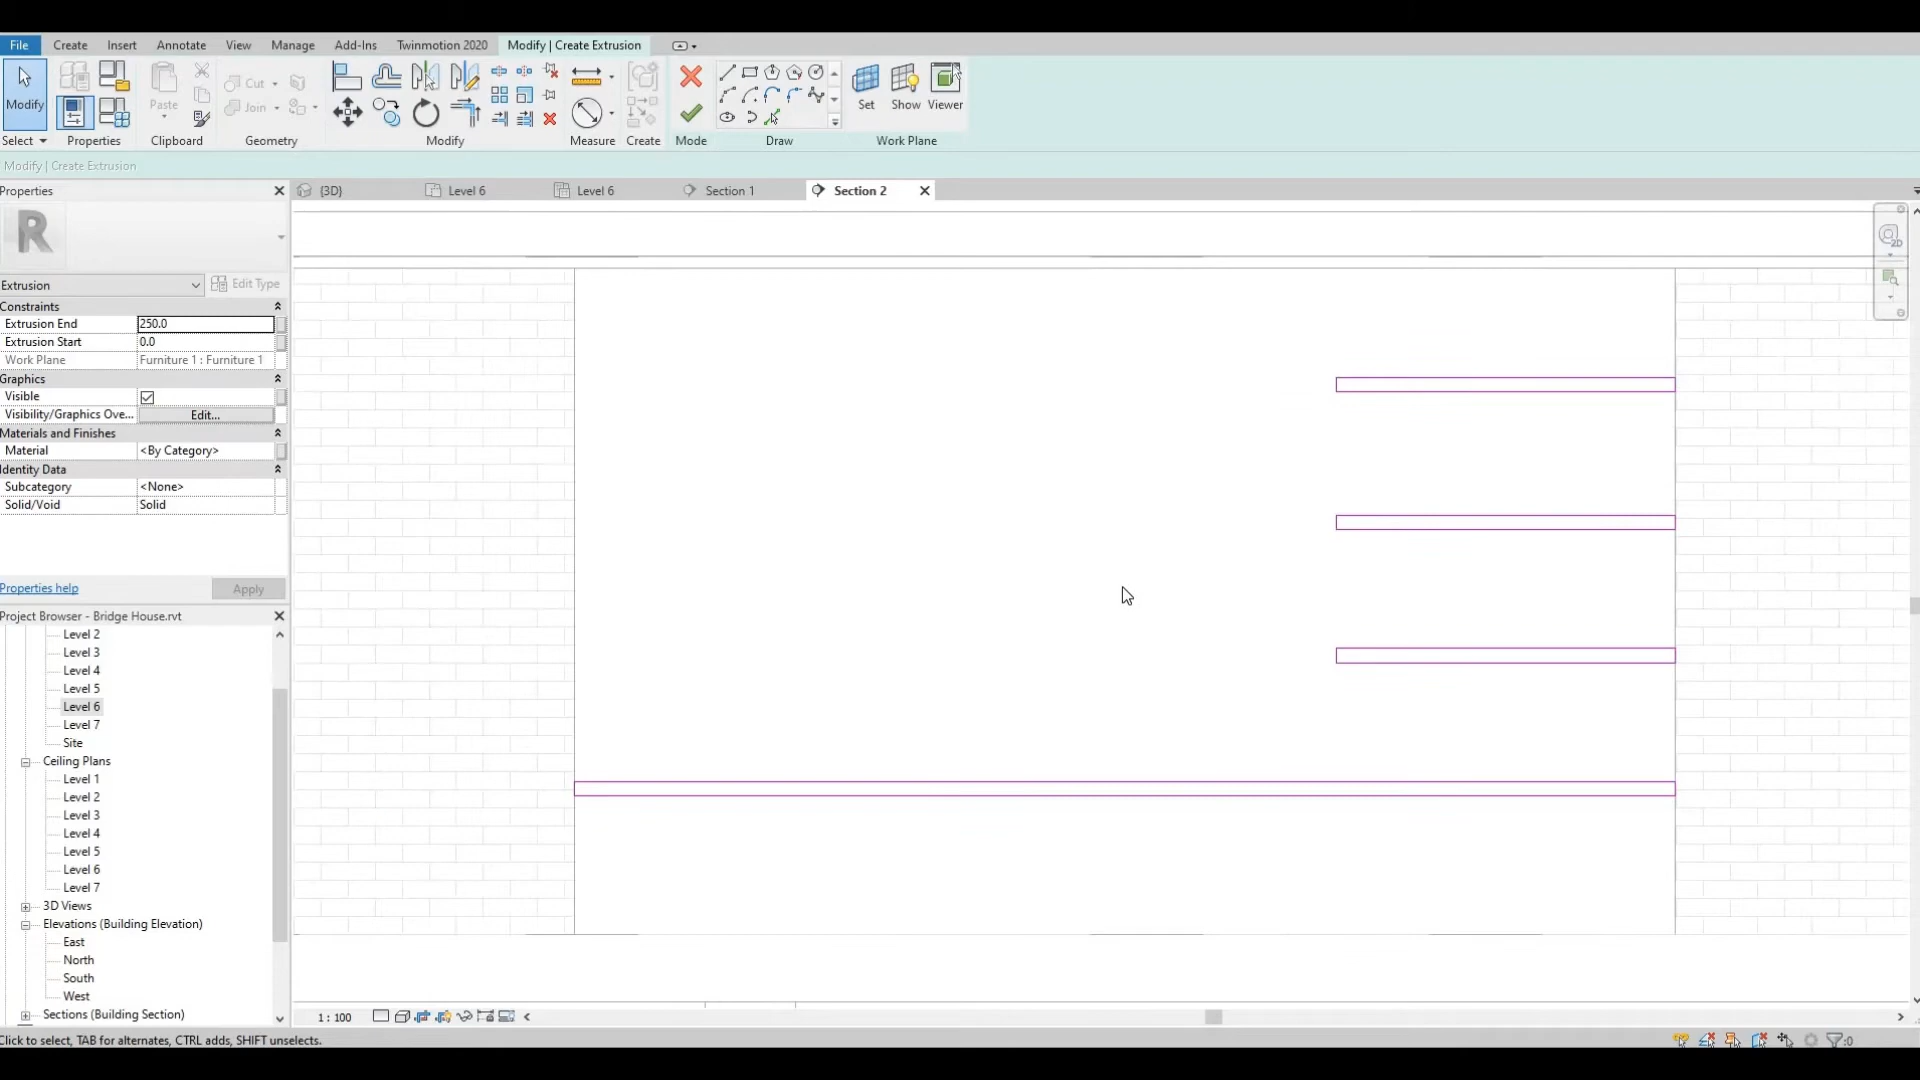 File Create Insert Annotate View Manage Add-Ins Twinmotion 2020 Modify | Create Extrusion
Modify Paste Cut Join Set Show Viewer
Select Properties Clipboard Geometry Modify Measure Create Mode Draw Work Plane
Modify | Create Extrusion
Properties
{3D} Level 6 Level 6 Section 1 Section 2
R
2D
Extrusion Edit Type
Constraints
Extrusion End 250.0
Extrusion Start 0.0
Work Plane Furniture 1 : Furniture 1
Graphics
Visible
Visibility/Graphics Ove... Edit...
Materials and Finishes
Material <By Category>
Identity Data
Subcategory <None>
Solid/Void Solid
Properties help Apply
Project Browser - Bridge House.rvt
Level 2
Level 3
Level 4
Level 5
Level 6
Level 7
Site
Ceiling Plans
Level 1
Level 2
Level 3
Level 4
Level 5
Level 6
Level 7
3D Views
Elevations (Building Elevation)
East
North
South
West
Sections (Building Section)
1 : 100
Click to select, TAB for alternates, CTRL adds, SHIFT unselects.
:0